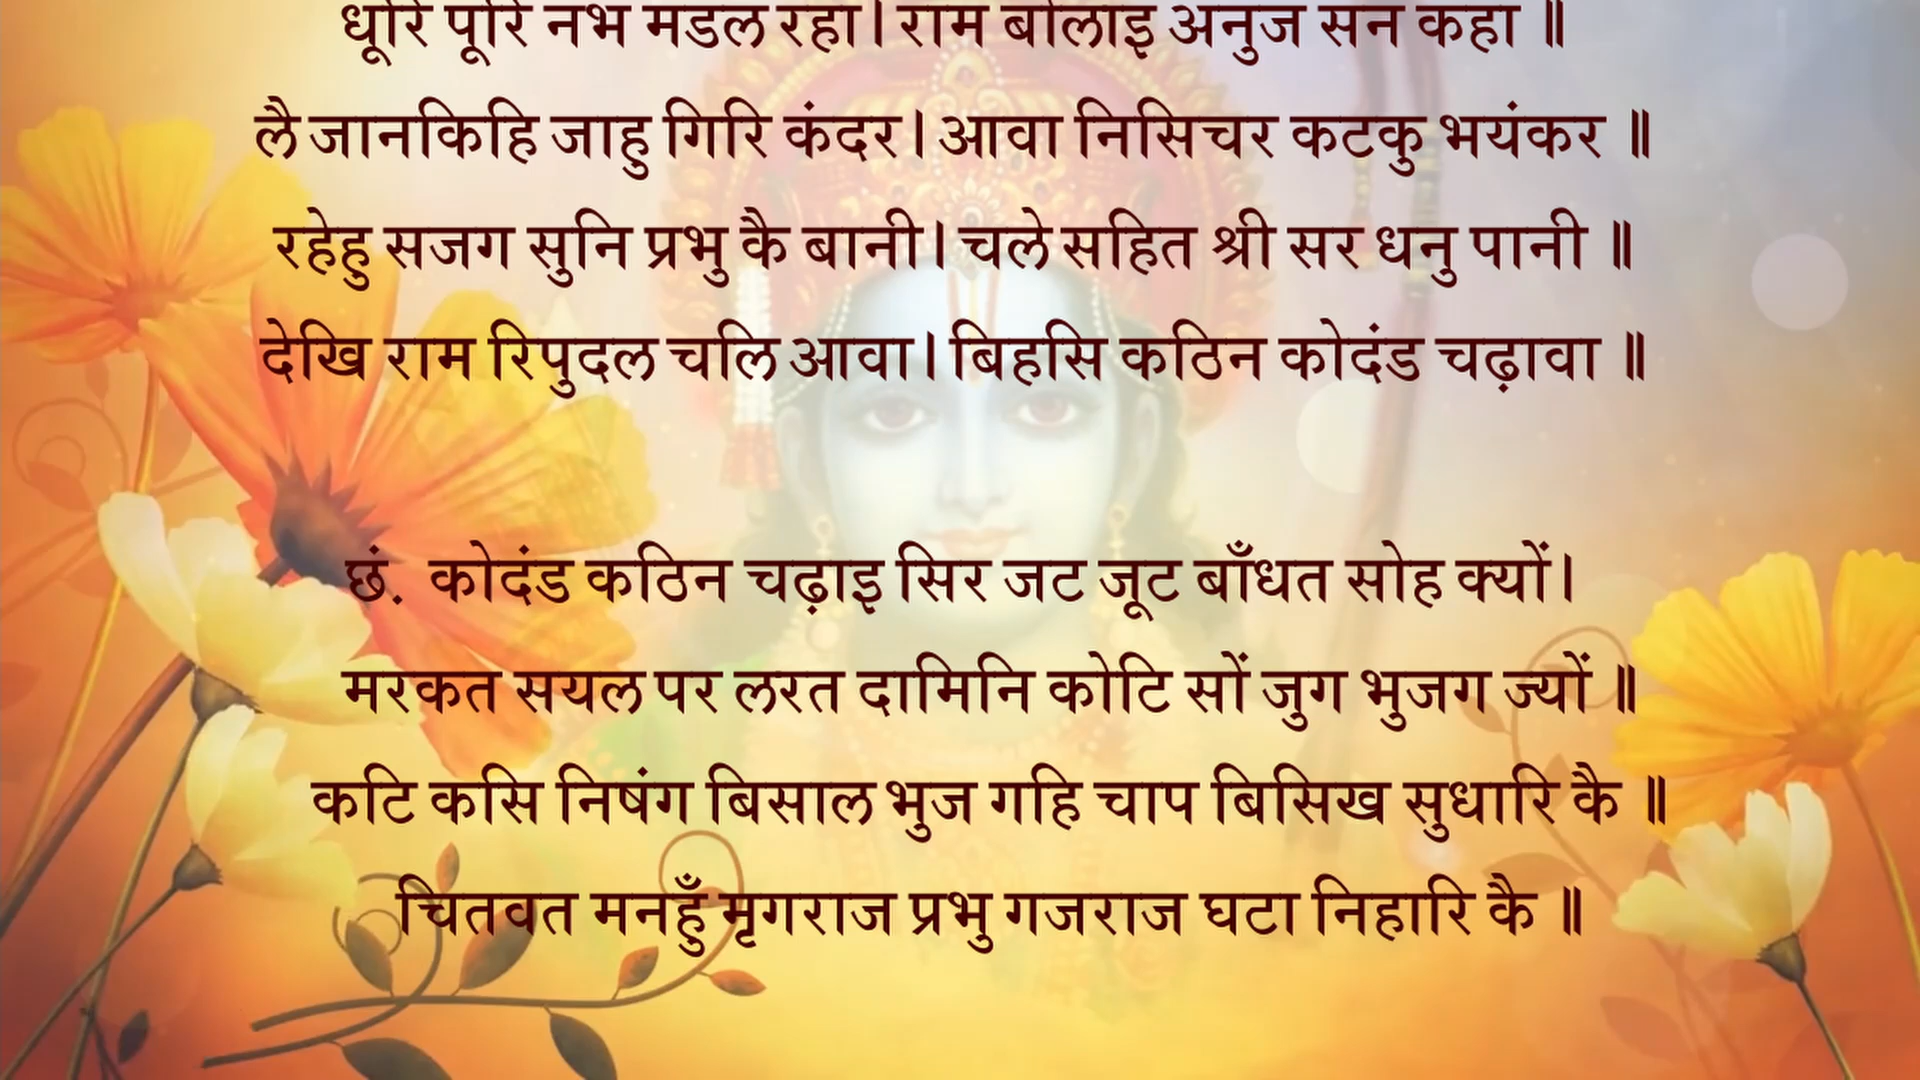 धूरि पूरि नभ मंडल रहा। राम बोलाइ अनुज सन कहा ॥
लै जानकिहि जाहु गिरि कंदर। आवा निसिचर कटकु भयंकर ॥
रहेहु सजग सुनि प्रभु कै बानी। चले सहित श्री सर धनु पानी ॥
देखि राम रिपुदल चलि आवा। बिहसि कठिन कोदंड चढ़ावा ॥
छं. कोदंड कठिन चढ़ाइ सिर जट जूट बाँधत सोह क्यों।
मरकत सयल पर लरत दामिनि कोटि सों जुग भुजग ज्यों ॥
कटि कसि निषंग बिसाल भुज गहि चाप बिसिख सुधारि कै ॥
चितवत मनहुँ मृगराज प्रभु गजराज घटा निहारि कै ॥